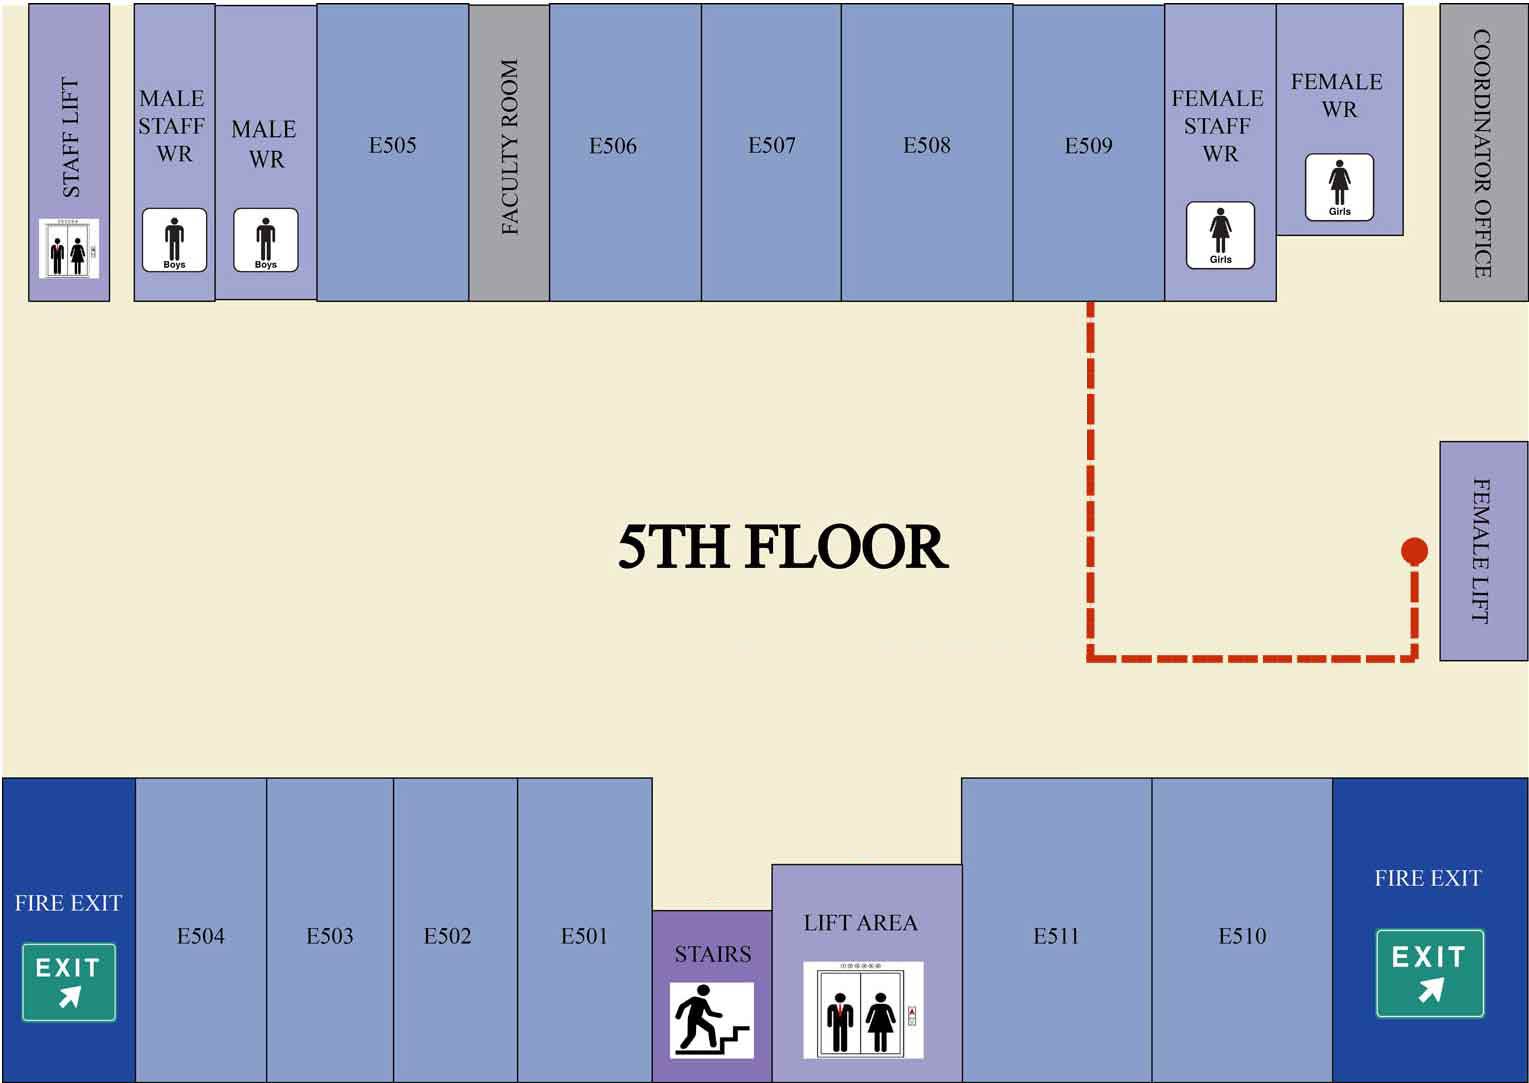 STAFF LIFT
MALE
STAFF
WR
Boys
MALE
WR
Boys
E505
FACULTY ROOM
E506
E507
E508
E509
FEMALE
STAFF
WR
Girls
FEMALE
WR
Girls
COORDINATOR OFFICE
5TH FLOOR
FEMALE LIFT
FIRE EXIT
EXIT
E504
E503
E502
E501
STAIRS
LIFT AREA
E511
E510
FIRE EXIT
EXIT